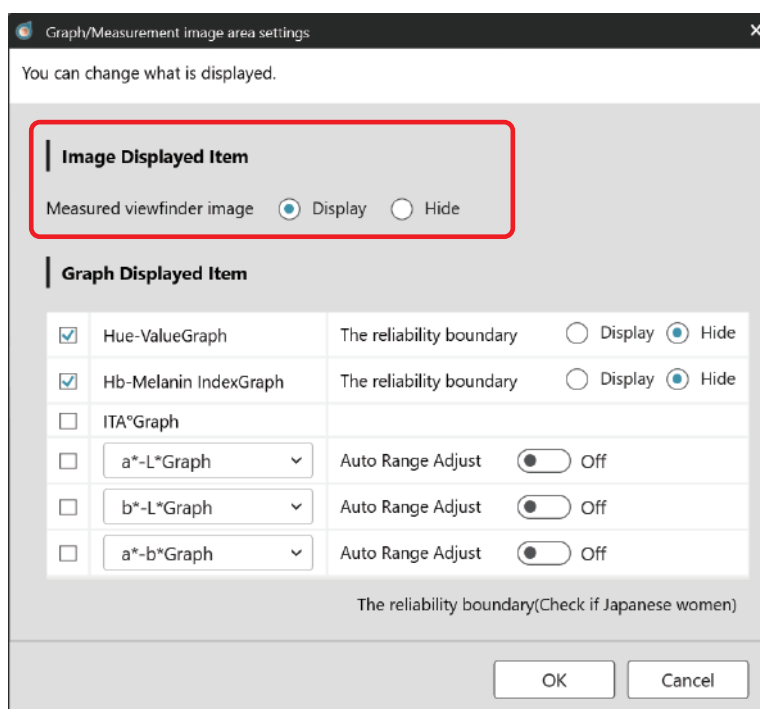 Graph/Measurement image area settings
You can change what is displayed.
Image Displayed Item
Measured viewfinder image Display Hide
Graph Displayed Item
Hue-ValueGraph The reliability boundary Display Hide
Hb-Melanin IndexGraph The reliability boundary Display Hide
ITA°Graph
a*-L*Graph Auto Range Adjust Off
b*-L*Graph Auto Range Adjust Off
a*-b*Graph Auto Range Adjust Off
The reliability boundary(Check if Japanese women)
OK Cancel